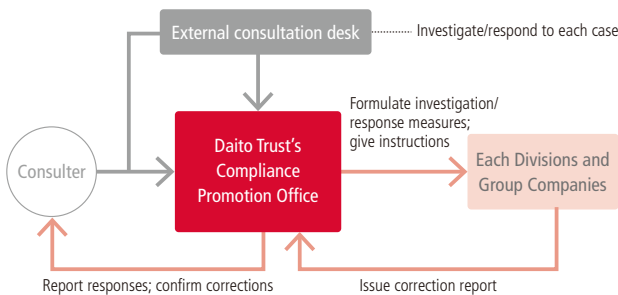 External consultation desk
Investigate/respond to each case
Formulate investigation/
response measures;
give instructions
Daito Trust’s
Compliance
Promotion Office
Consulter
Each Divisions and
Group Companies
Report responses; confirm corrections
Issue correction report